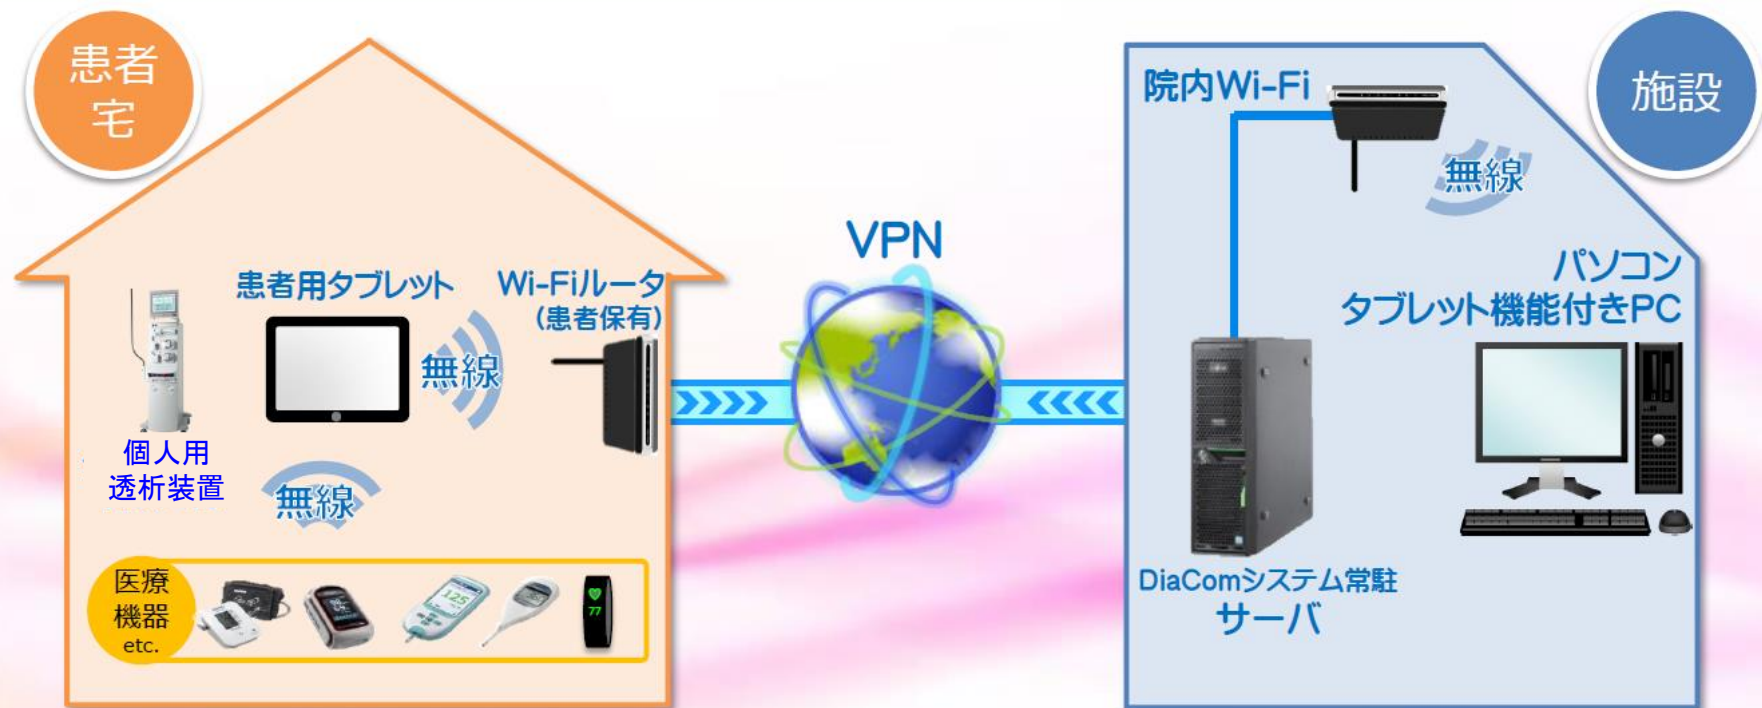 患者
宅
患者用タブレット
Wi-Fiルータ
(患者保有)
無線
個人用
透析装置
無線
医療
機器
etc.
125
77
VPN
施設
院内Wi-Fi
無線
パソコン
タブレット機能付きPC
DiaComシステム常駐
サーバ